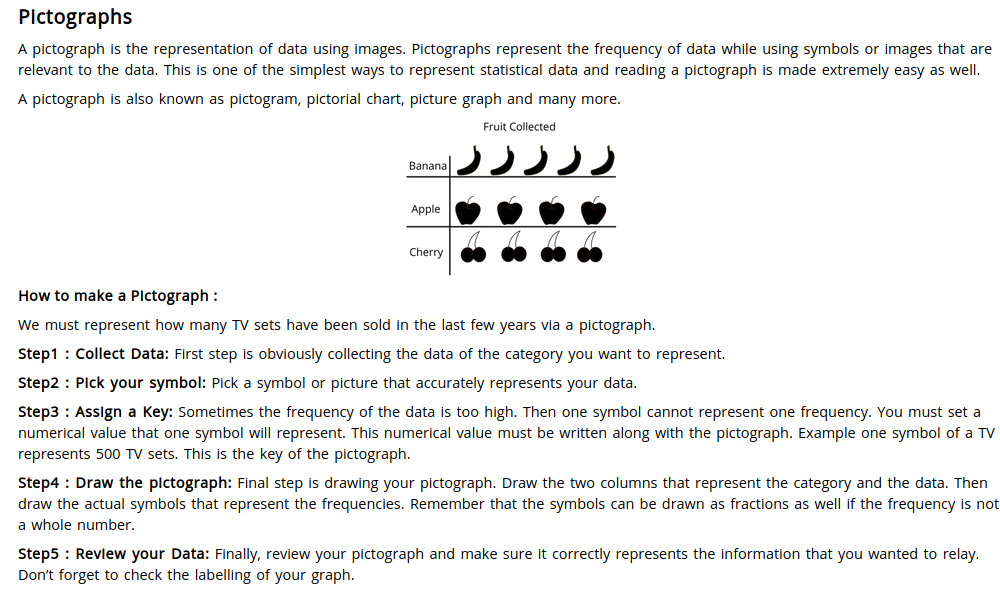 Pictographs
A pictograph is the representation of data using images. Pictographs represent the frequency of data while using symbols or images that are
relevant to the data. This is one of the simplest ways to represent statistical data and reading a pictograph is made extremely easy as well.
A pictograph is also known as pictogram, pictorial chart, picture graph and many more.
Fruit Collected
Banana
Apple
Cherry
How to make a Pictograph :
We must represent how many TV sets have been sold in the last few years via a pictograph.
Step1 : Collect Data: First step is obviously collecting the data of the category you want to represent.
Step2 : Pick your symbol: Pick a symbol or picture that accurately represents your data.
Step3 : Assign a Key: Sometimes the frequency of the data is too high. Then one symbol cannot represent one frequency. You must set a
numerical value that one symbol will represent. This numerical value must be written along with the pictograph. Example one symbol of a TV
represents 500 TV sets. This is the key of the pictograph.
Step4 : Draw the pictograph: Final step is drawing your pictograph. Draw the two columns that represent the category and the data. Then
draw the actual symbols that represent the frequencies. Remember that the symbols can be drawn as fractions as well if the frequency is not
a whole number.
Step5 : Review your Data: Finally, review your pictograph and make sure it correctly represents the information that you wanted to relay.
Don't forget to check the labelling of your graph.